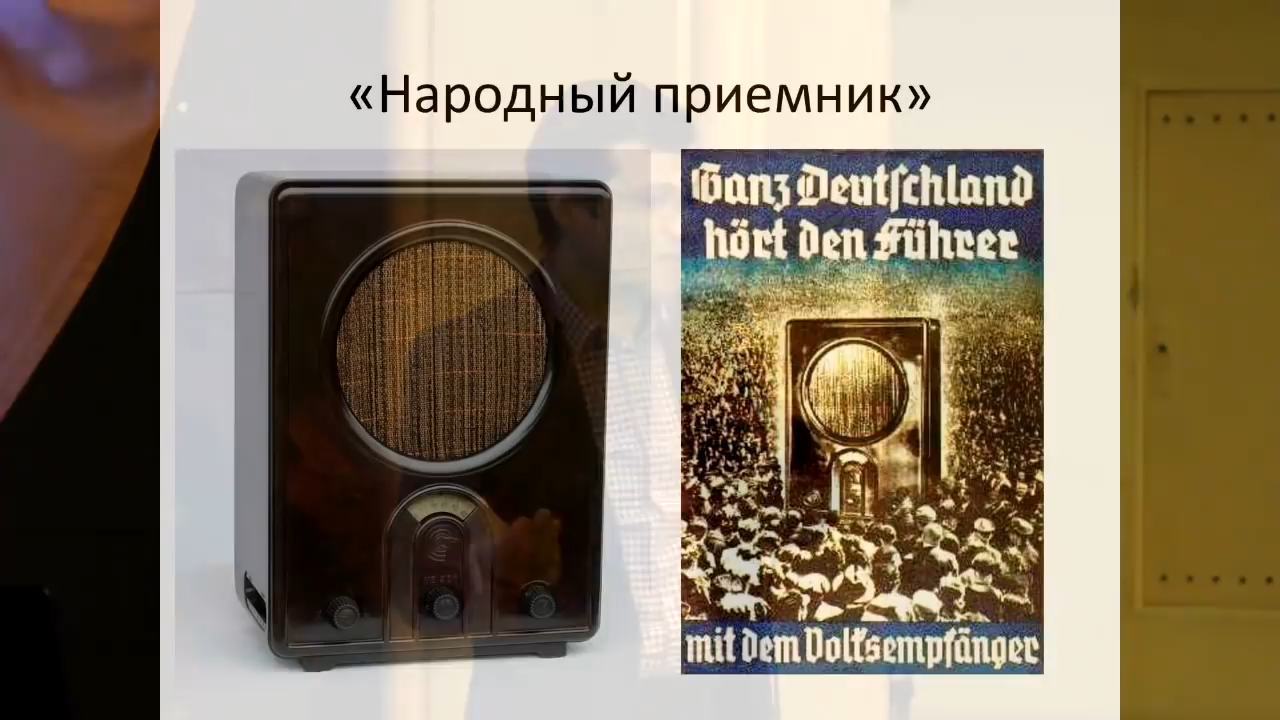 «Народный приемник»
Ganz Deutschland
hört den Führer
mit dem Volksempfänger